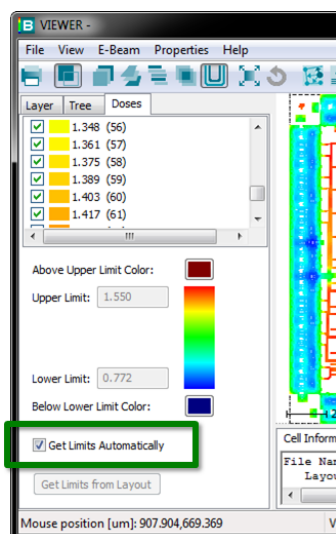 B VIEWER -
File View E-Beam Properties Help
Layer Tree Doses
1.348 (56)
1.361 (57)
1.375 (58)
1.389 (59)
1.403 (60)
1.417 (61)
Above Upper Limit Color:
Upper Limit: 1.550
Lower Limit: 0.772
Below Lower Limit Color:
Get Limits Automatically
Get Limits from Layout
Cell Inform
File Nam
Layou
Mouse position [um]: 907.904,669.369